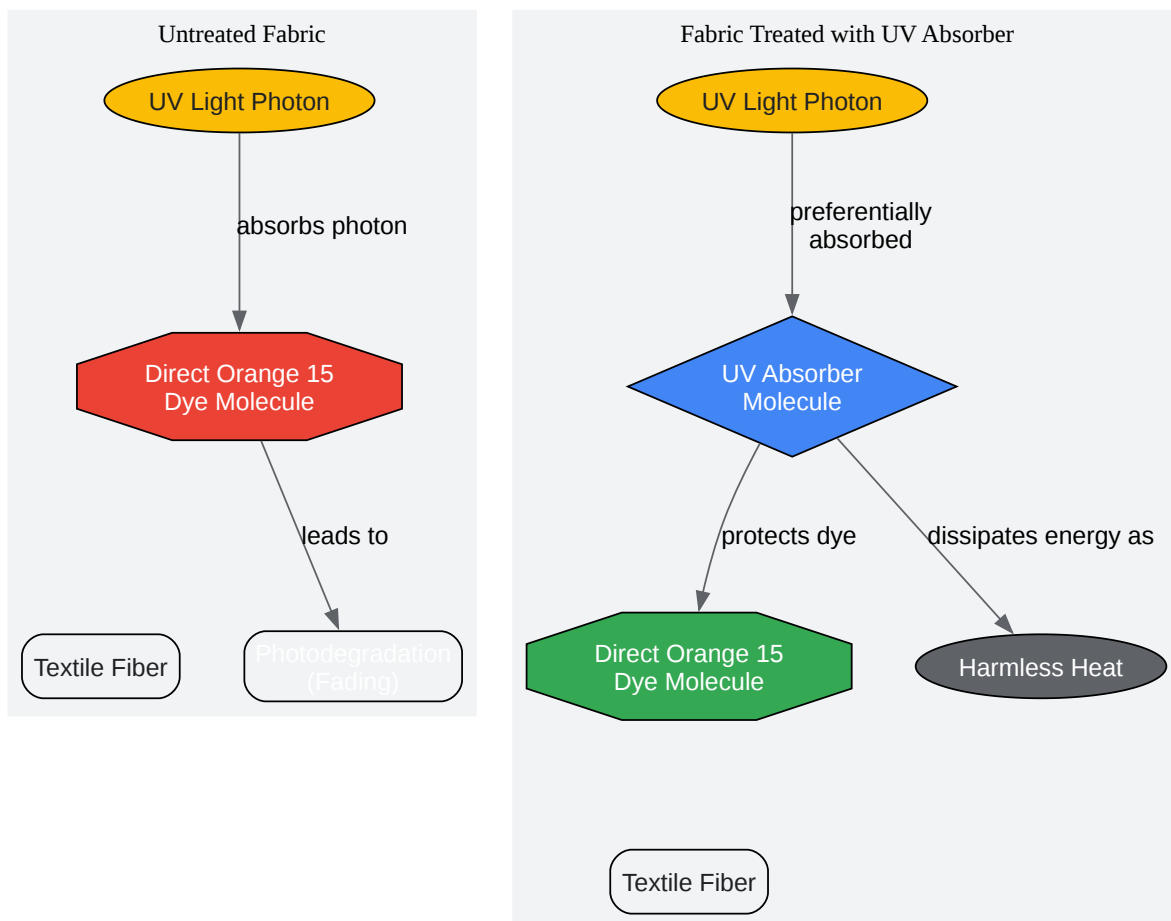 Untreated Fabric
UV Light Photon
absorbs photon
Direct Orange 15
Dye Molecule
leads to
Textile Fiber
Photodegradation
(Fading)
Fabric Treated with UV Absorber
UV Light Photon
preferentially
absorbed
UV Absorber
Molecule
protects dye
dissipates energy as
Direct Orange 15
Dye Molecule
Harmless Heat
Textile Fiber